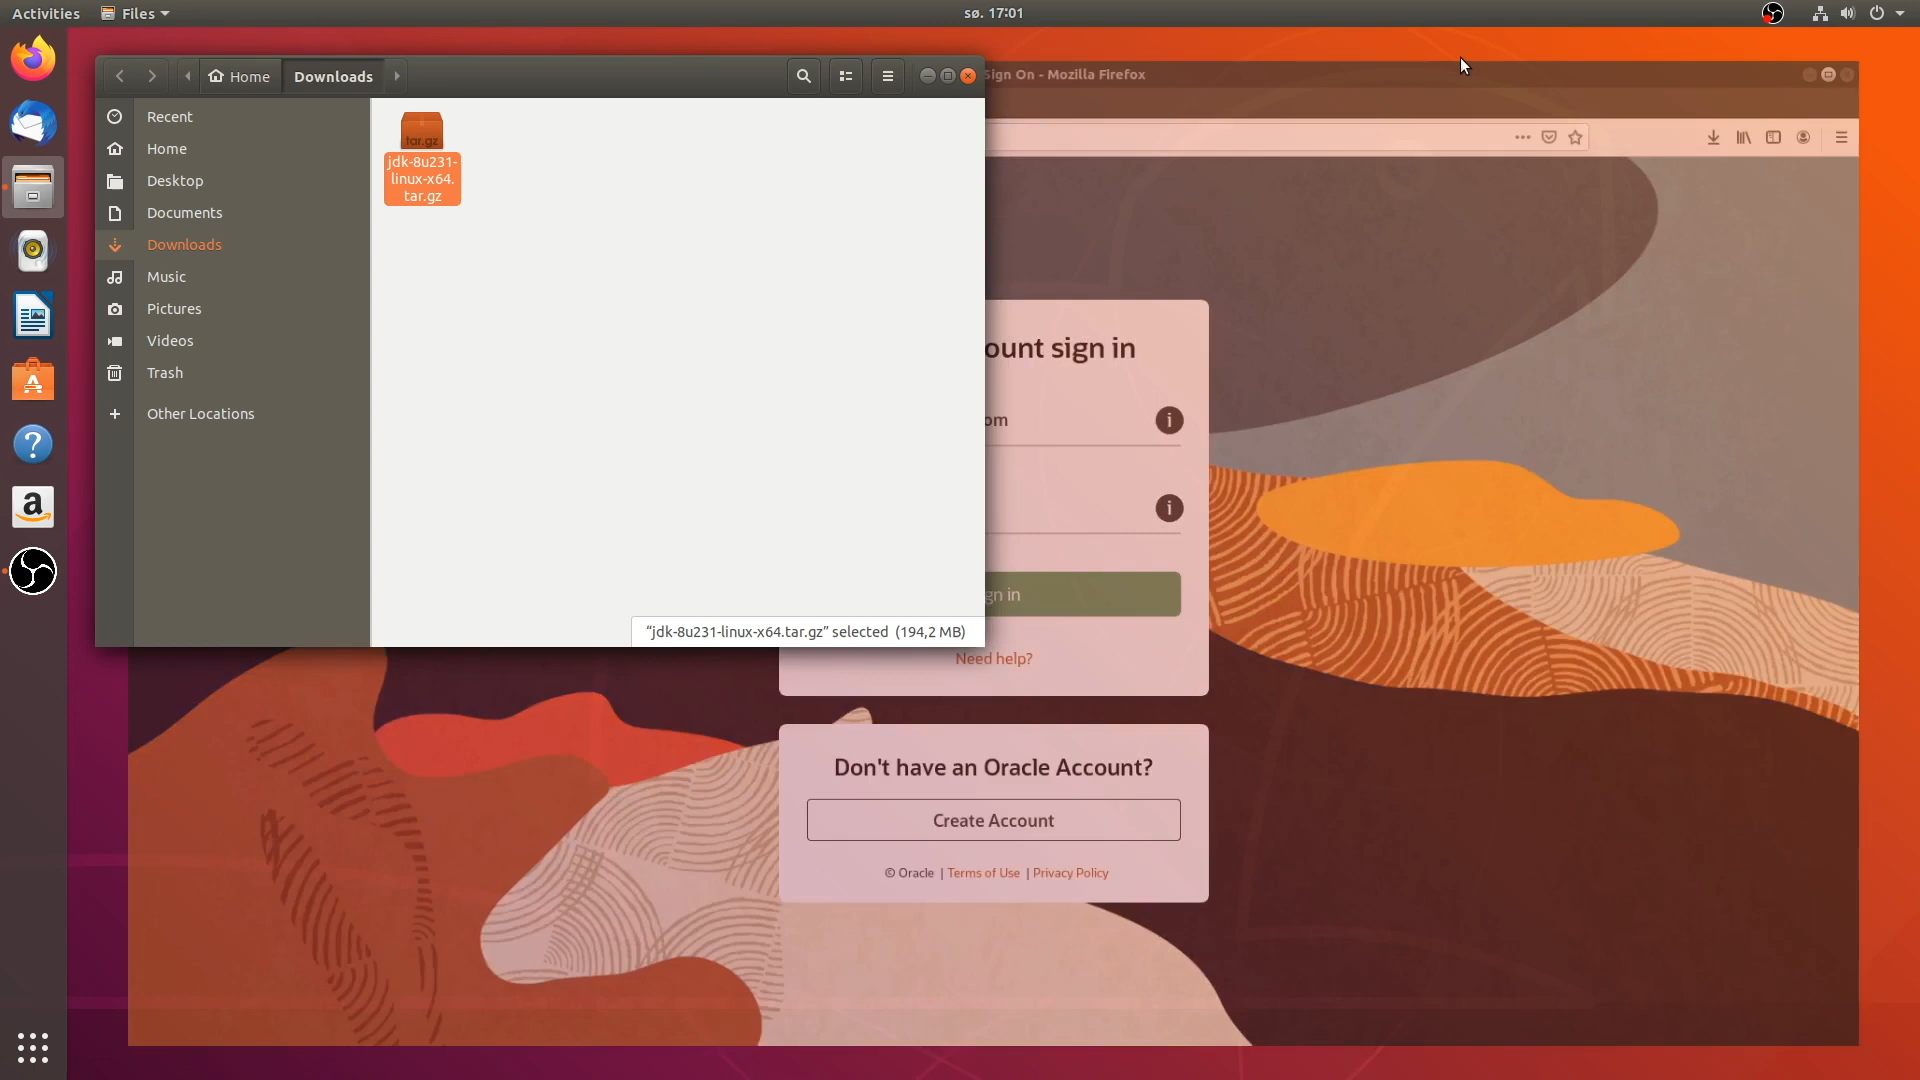 Activities
Files
sø. 17:01
Home
Downloads
Sign On - Mozilla Firefox
Recent
Home
Desktop
Documents
Downloads
Music
Pictures
Videos
Trash
Other Locations
tar.gz
jdk-8u231-
linux-x64.
tar.gz
“jdk-8u231-linux-x64.tar.gz” selected (194,2 MB)
ount sign in
om
gn in
Need help?
Don't have an Oracle Account?
Create Account
© Oracle | Terms of Use | Privacy Policy